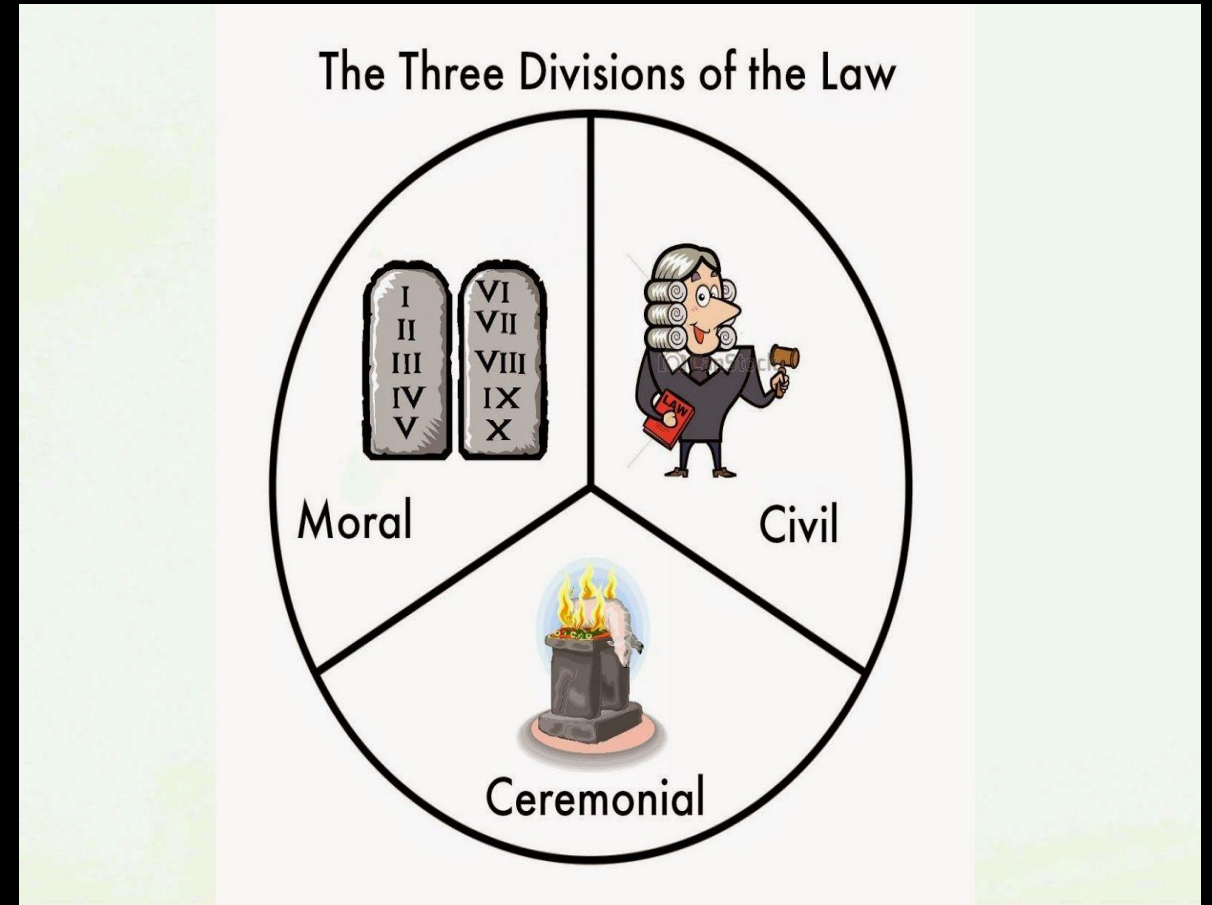 The Three Divisions of the Law
I
II
III
IV
V
VI
VII
VIII
IX
X
LAW
Moral
Civil
Ceremonial